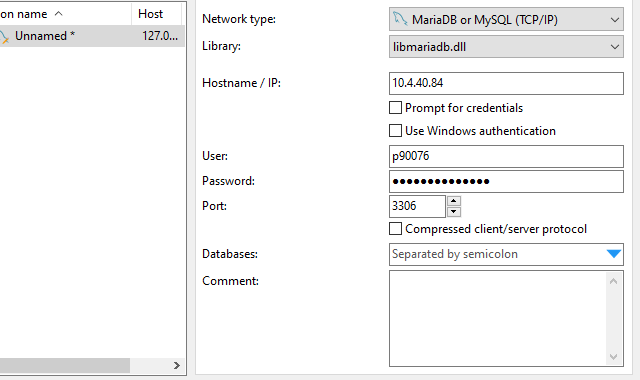 on name Host
Unnamed * 127.0...
Network type: MariaDB or MySQL (TCP/IP)
Library: libmariadb.dll
Hostname / IP: 10.4.40.84
Prompt for credentials
Use Windows authentication
User: p90076
Password: ●●●●●●●●●●●●●●
Port: 3306
Compressed client/server protocol
Databases: Separated by semicolon
Comment: